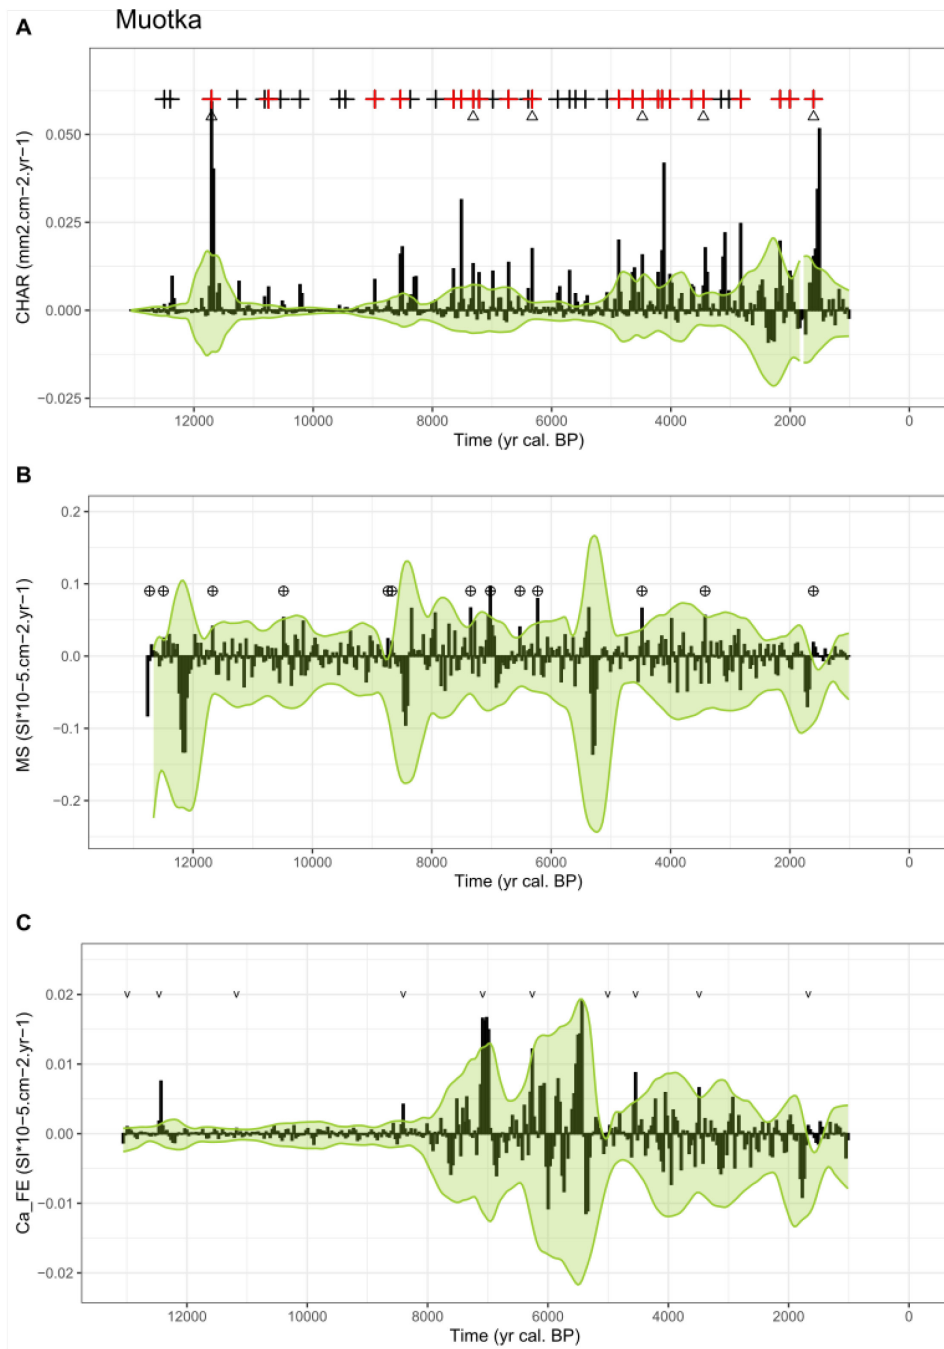 Muotka
A
CHAR (mm2.cm−2.yr−1)
0.050
0.025
0.000
−0.025
12000 10000 8000 6000 4000 2000 0
Time (yr cal. BP)
B
MS (SI*10−5.cm−2.yr−1)
0.2
0.1
0.0
−0.1
−0.2
12000 10000 8000 6000 4000 2000 0
Time (yr cal. BP)
C
Ca_FE (SI*10−5.cm−2.yr−1)
0.02
0.01
0.00
−0.01
−0.02
12000 10000 8000 6000 4000 2000 0
Time (yr cal. BP)